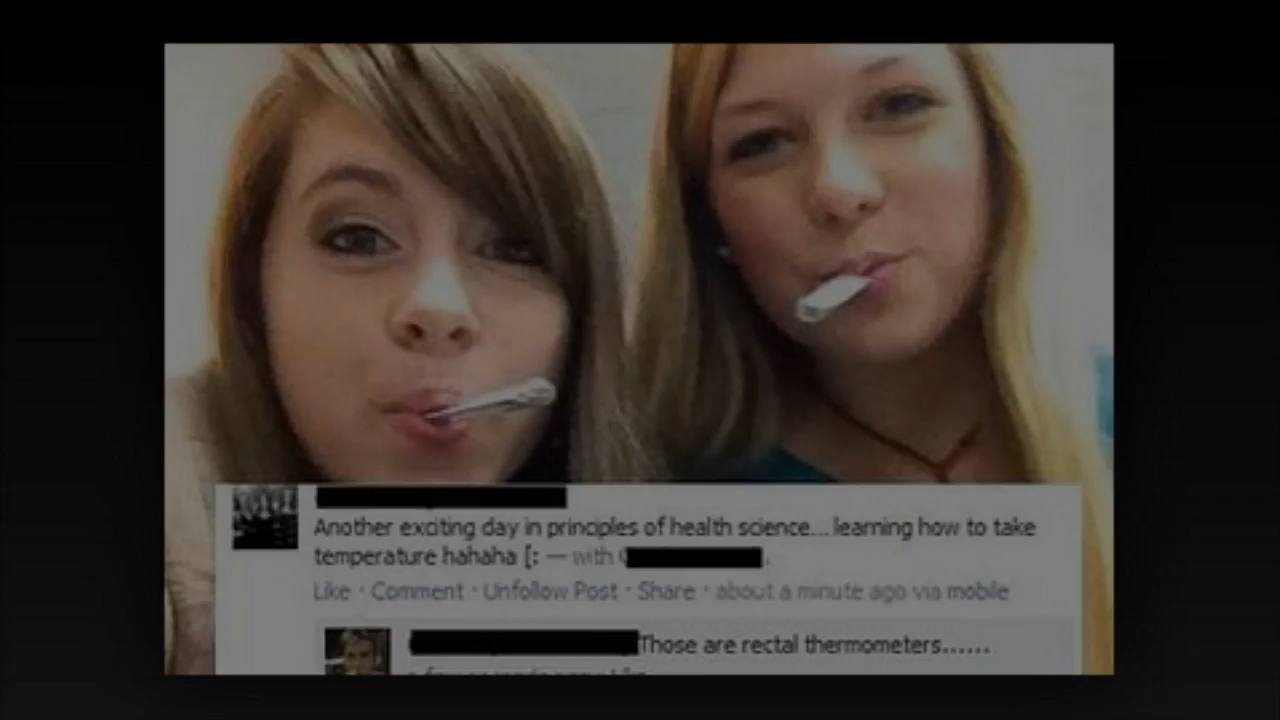 Another exciting day in principles of health science... learning how to take
temperature hahaha [: — with
Like · Comment · Unfollow Post · Share · about a minute ago via mobile
Those are rectal thermometers......